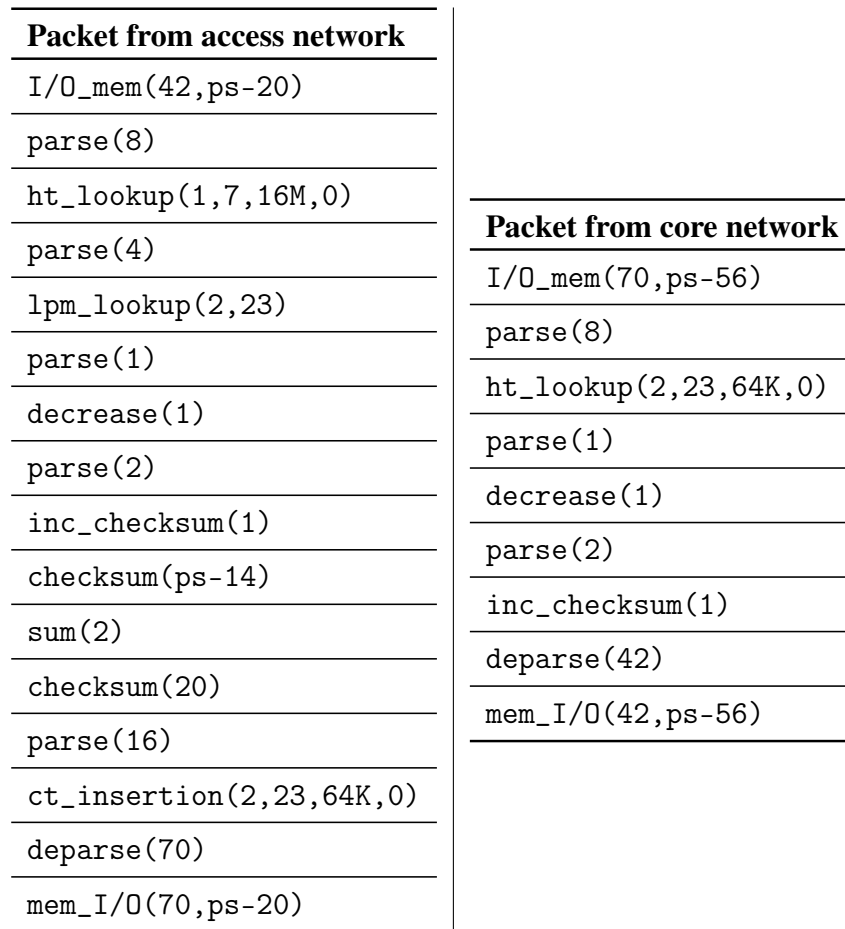 Packet from access network
I/O_mem(42,ps-20)
parse(8)
ht_lookup(1,7,16M,0)
parse(4)
lpm_lookup(2,23)
parse(1)
decrease(1)
parse(2)
inc_checksum(1)
checksum(ps-14)
sum(2)
checksum(20)
parse(16)
ct_insertion(2,23,64K,0)
deparse(70)
mem_I/O(70,ps-20)
Packet from core network
I/O_mem(70,ps-56)
parse(8)
ht_lookup(2,23,64K,0)
parse(1)
decrease(1)
parse(2)
inc_checksum(1)
deparse(42)
mem_I/O(42,ps-56)